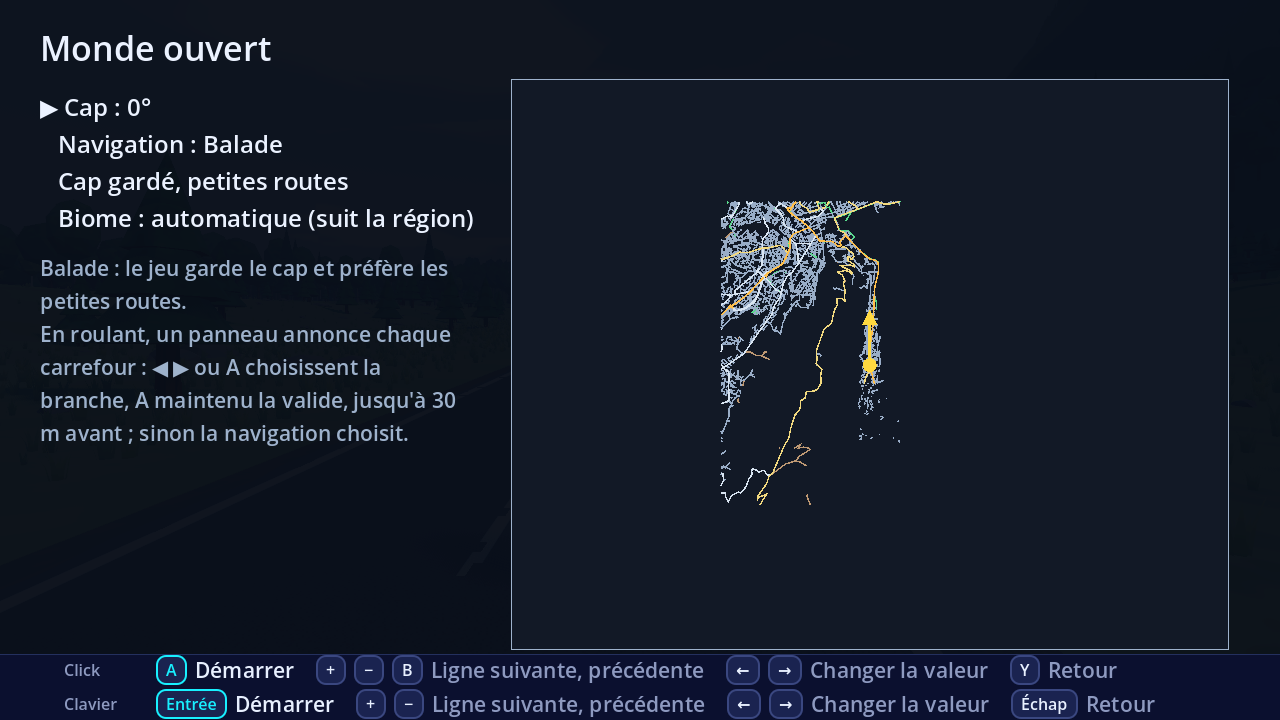 Monde ouvert
▶ Cap : 0°
Navigation : Balade
Cap gardé, petites routes
Biome : automatique (suit la région)
Balade : le jeu garde le cap et préfère les
petites routes.
En roulant, un panneau annonce chaque
carrefour : ◀ ▶ ou A choisissent la
branche, A maintenu la valide, jusqu'à 30
m avant ; sinon la navigation choisit.
Click A Démarrer + − B Ligne suivante, précédente ← → Changer la valeur Y Retour
Clavier Entrée Démarrer + − Ligne suivante, précédente ← → Changer la valeur Échap Retour